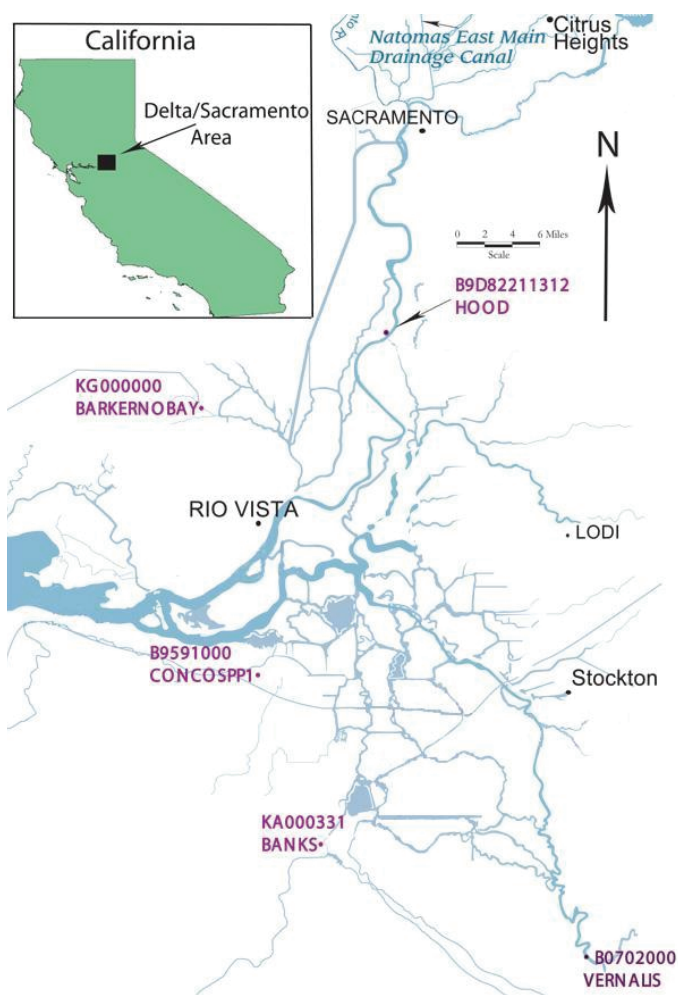 California
Delta/Sacramento
Area
Natomas East Main
Drainage Canal
Citrus
Heights
SACRAMENTO
N
0 2 4 6 Miles
Scale
B9D82211312
HOOD
KG000000
BARKERNOBAY
RIO VISTA
LODI
B9591000
CONCOSPP1
Stockton
KA000331
BANKS
B0702000
VERNALIS